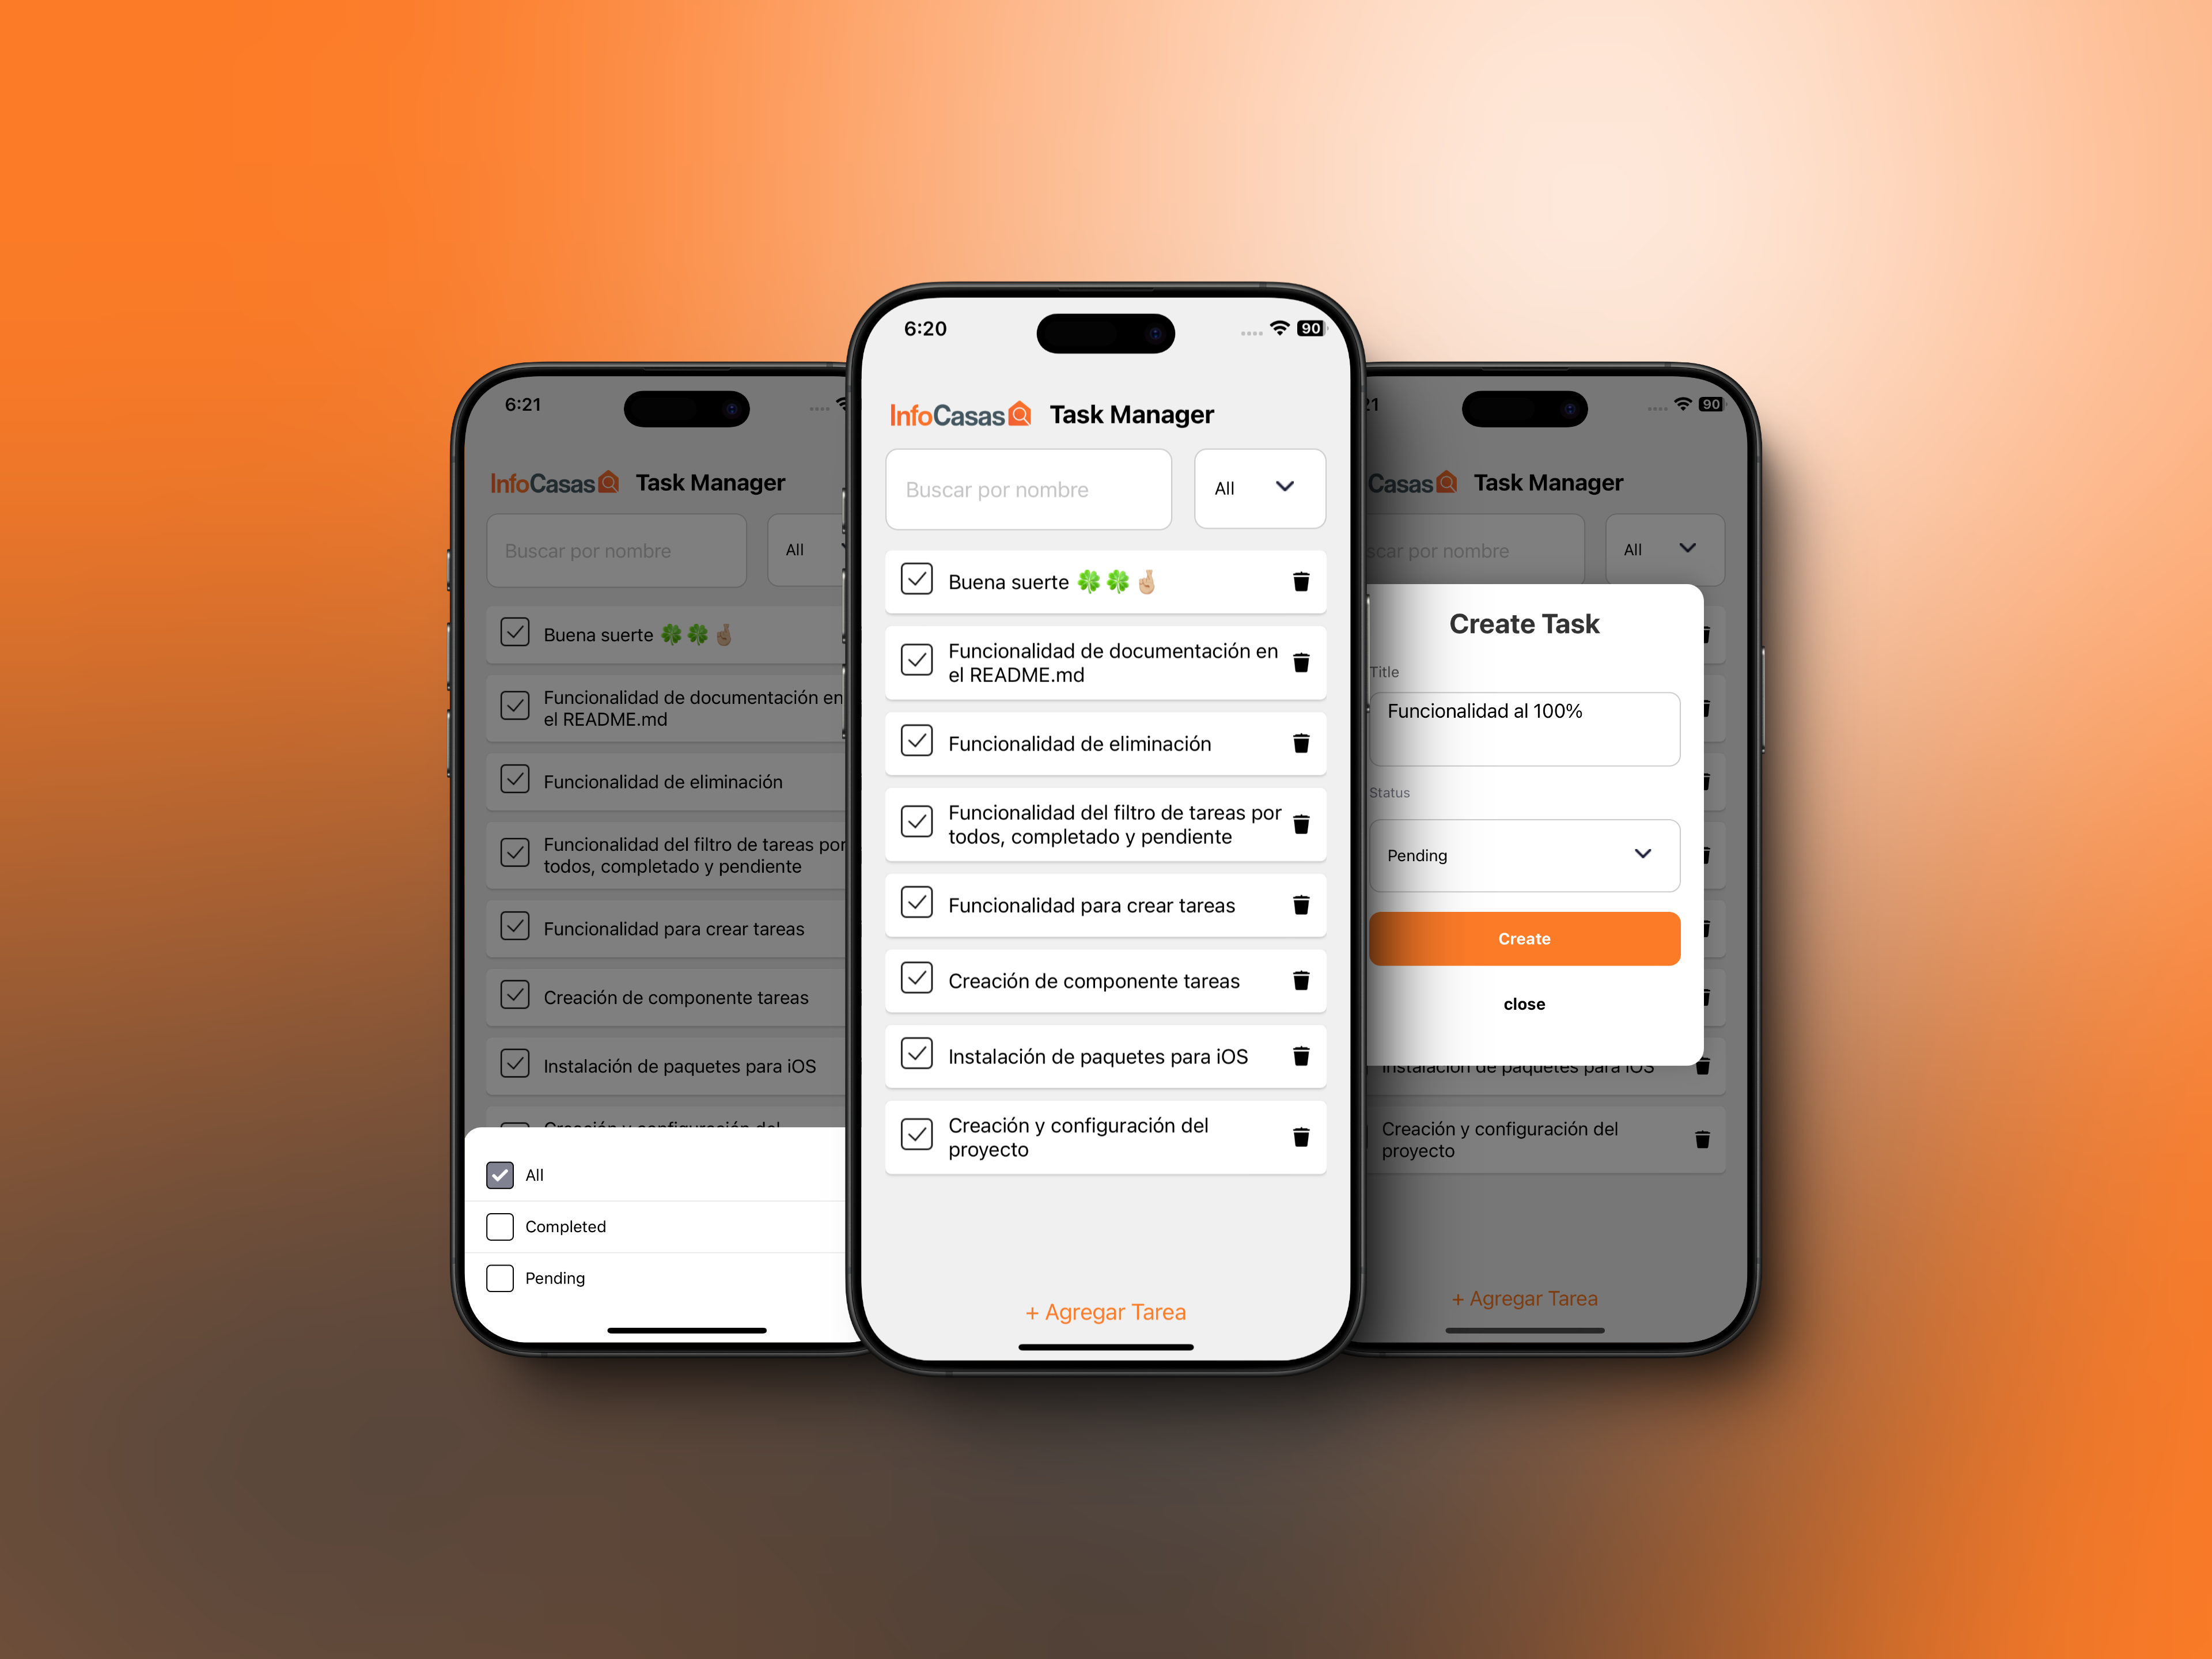 6:21
InfoCasas Task Manager
Buscar por nombre
All
Buena suerte 🍀🍀🤞🏼
Funcionalidad de documentación en
el README.md
Funcionalidad de eliminación
Funcionalidad del filtro de tareas por
todos, completado y pendiente
Funcionalidad para crear tareas
Creación de componente tareas
Instalación de paquetes para iOS
Creación y configuración del
All
Completed
Pending
6:20
90
InfoCasas Task Manager
Buscar por nombre
All
Buena suerte 🍀🍀🤞🏼
Funcionalidad de documentación en
el README.md
Funcionalidad de eliminación
Funcionalidad del filtro de tareas por
todos, completado y pendiente
Funcionalidad para crear tareas
Creación de componente tareas
Instalación de paquetes para iOS
Creación y configuración del
proyecto
+ Agregar Tarea
21
90
Casas Task Manager
scar por nombre
All
Create Task
Title
Funcionalidad al 100%
Status
Pending
Create
close
Instalación de paquetes para iOS
Creación y configuración del
proyecto
+ Agregar Tarea